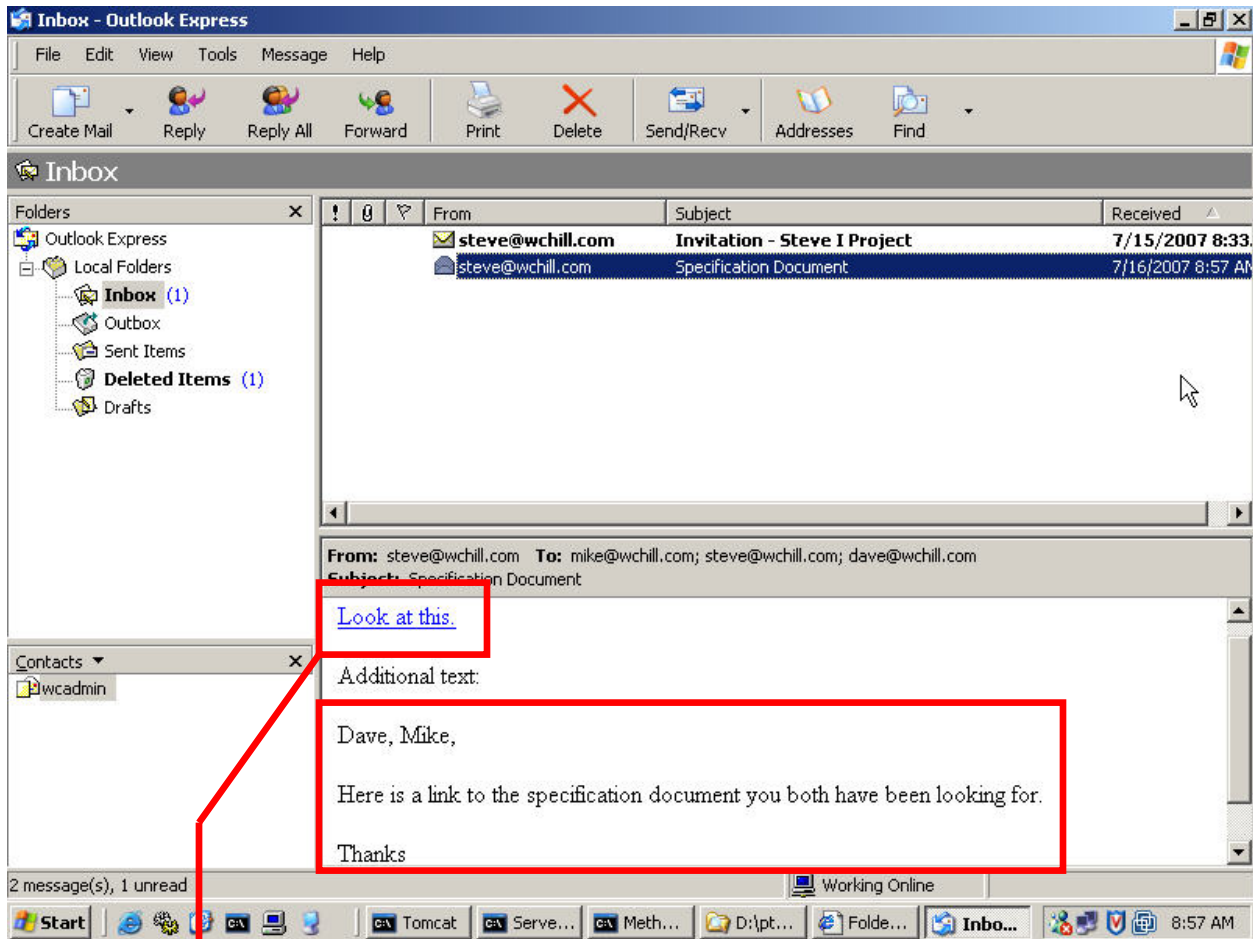 Inbox - Outlook Express
File Edit View Tools Message Help
Create Mail Reply Reply All Forward Print Delete Send/Recv Addresses Find
Inbox
Folders
Outlook Express
Local Folders
Inbox (1)
Outbox
Sent Items
Deleted Items (1)
Drafts
! From Subject Received
steve@wchill.com Invitation - Steve I Project 7/15/2007 8:33.
steve@wchill.com Specification Document 7/16/2007 8:57 AM
From: steve@wchill.com To: mike@wchill.com; steve@wchill.com; dave@wchill.com
Subject: Specification Document
Look at this.
Additional text:
Dave, Mike,
Here is a link to the specification document you both have been looking for.
Thanks
Contacts
wcadmin
2 message(s), 1 unread Working Online
Start Tomcat Serve... Meth... D:\pt... Folde... Inbo... 8:57 AM